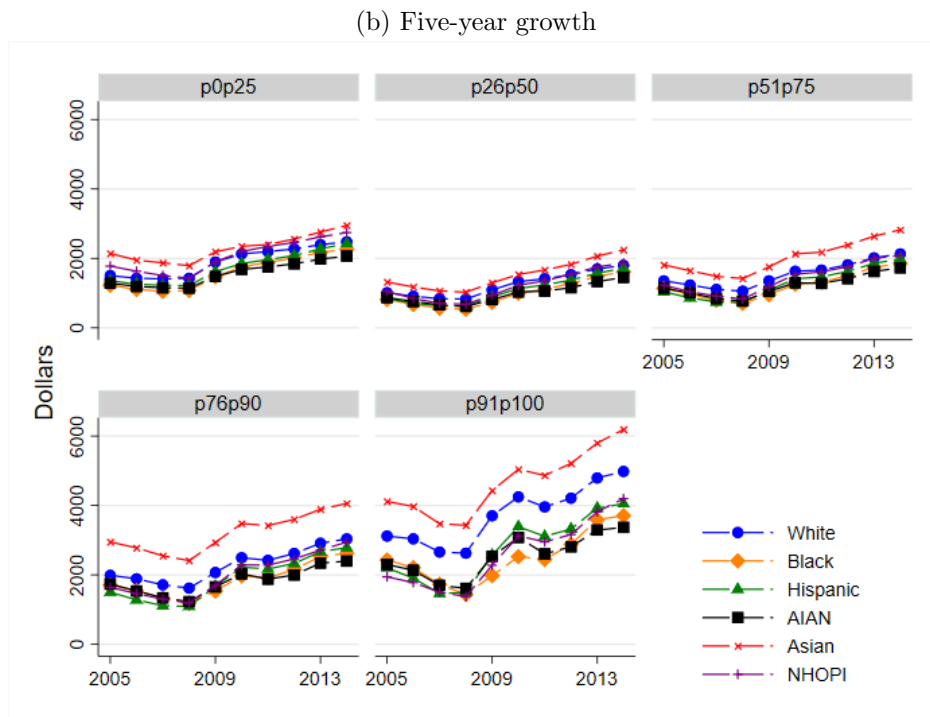 (b) Five-year growth
p0p25
p26p50
p51p75
6000
4000
2000
0
2005
2009
2013
Dollars
p76p90
p91p100
6000
4000
2000
0
2005
2009
2013
2005
2009
2013
White
Black
Hispanic
AIAN
Asian
NHOPI